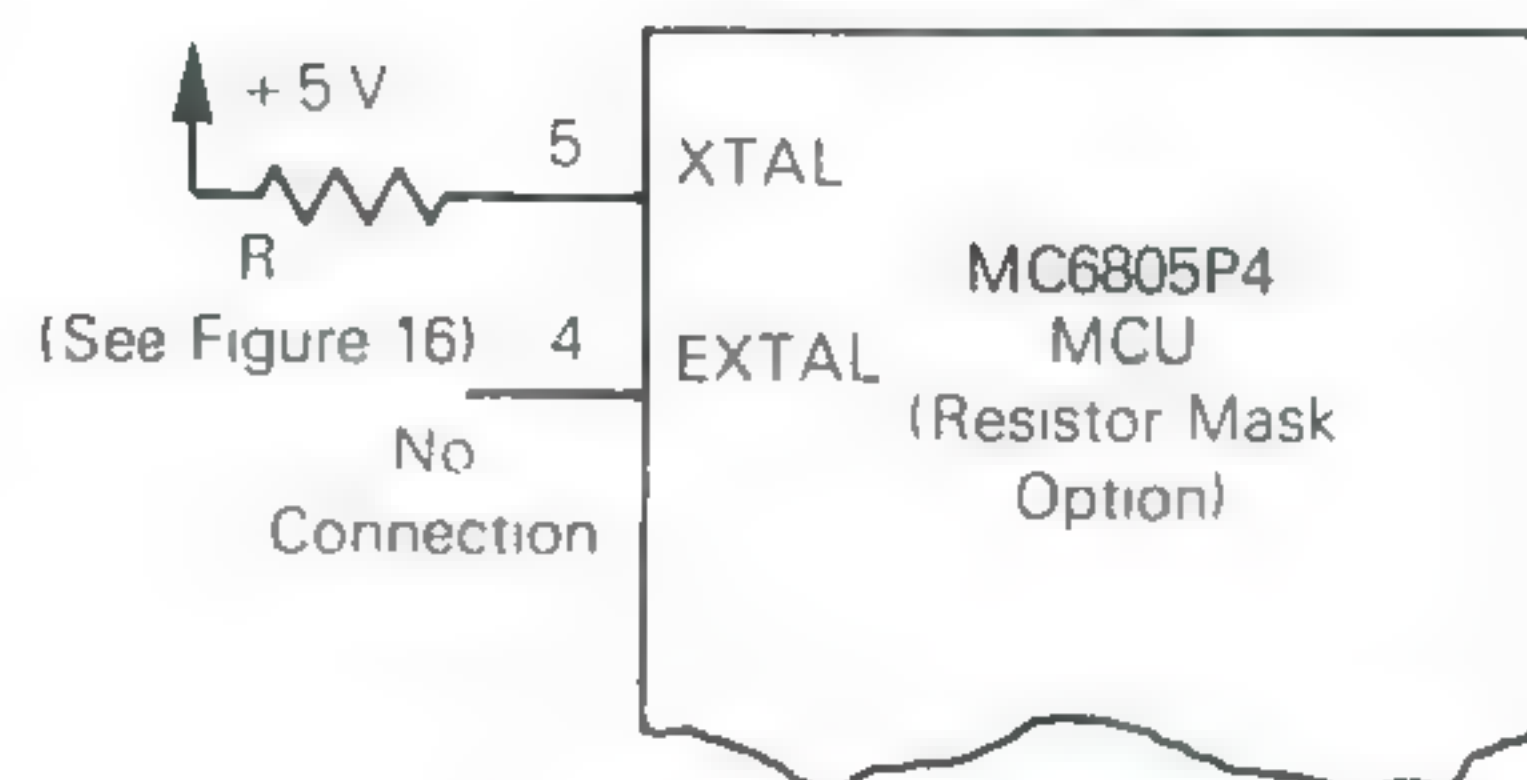 + 5 V
5
XTAL
R
(See Figure 16)
4
EXTAL
No
Connection
MC6805P4
MCU
(Resistor Mask
Option)